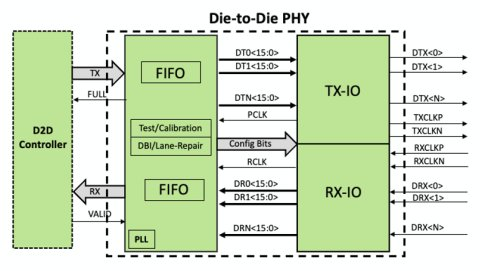 Die-to-Die PHY
D2D
Controller
TX
FULL
RX
VALID
FIFO
Test/Calibration
DBI/Lane-Repair
FIFO
PLL
DT0<15:0>
DT1<15:0>
DTN<15:0>
PCLK
Config Bits
RCLK
DR0<15:0>
DR1<15:0>
DRN<15:0>
TX-IO
RX-IO
DTX<0>
DTX<1>
DTX<N>
TXCLKP
TXCLKN
RXCLKP
RXCLKN
DRX<0>
DRX<1>
DRX<N>